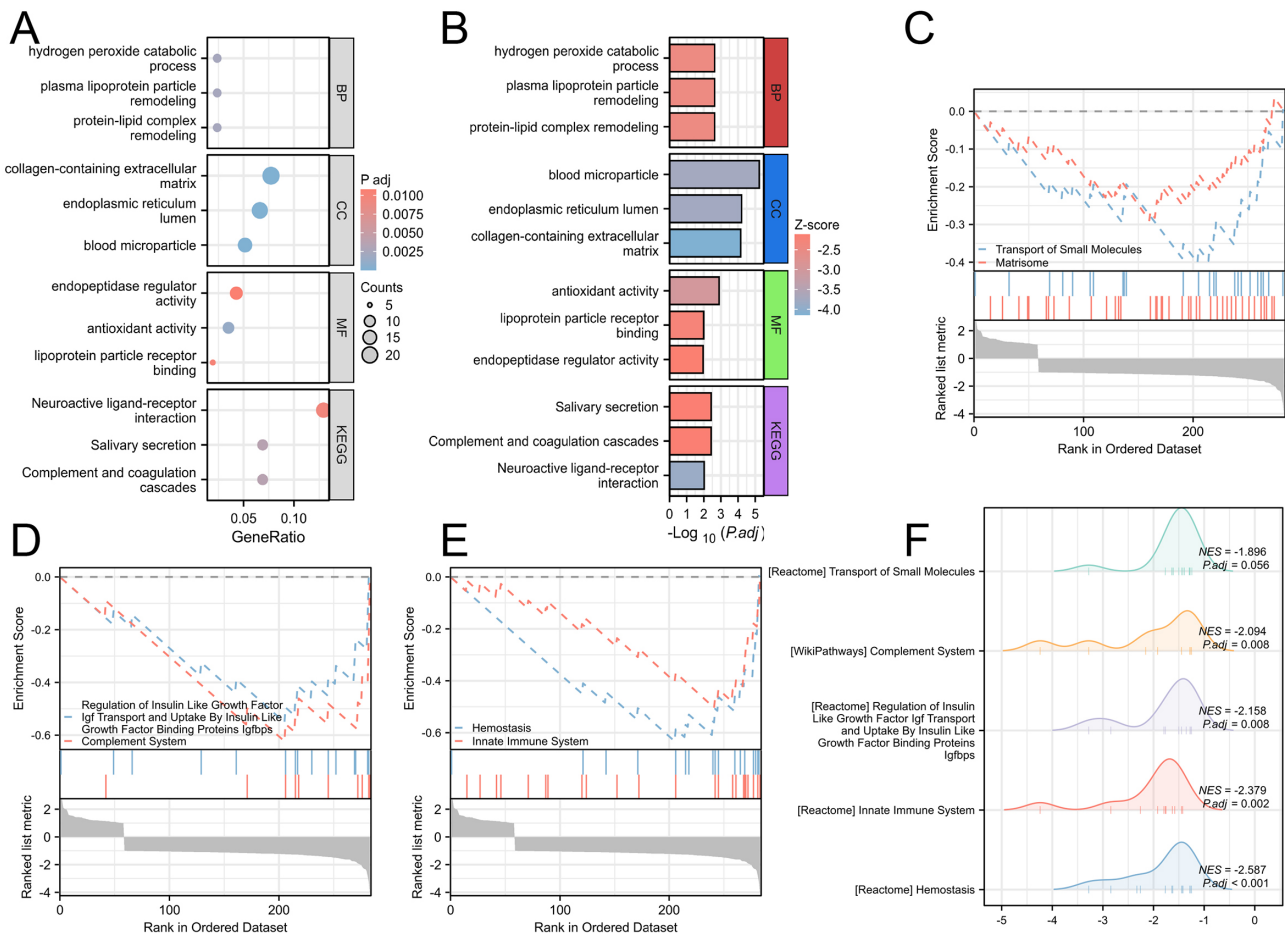 A
hydrogen peroxide catabolic
process
plasma lipoprotein particle
remodeling
protein-lipid complex
remodeling
collagen-containing extracellular
matrix
endoplasmic reticulum
lumen
blood microparticle
endopeptidase regulator
activity
antioxidant activity
lipoprotein particle receptor
binding
Neuroactive ligand-receptor
interaction
Salivary secretion
Complement and coagulation
cascades
BP
CC
MF
KEGG
0.05
0.10
GeneRatio
P adj
0.0100
0.0075
0.0050
0.0025
Counts
5
10
15
20
B
hydrogen peroxide catabolic
process
plasma lipoprotein particle
remodeling
protein-lipid complex remodeling
blood microparticle
endoplasmic reticulum lumen
collagen-containing extracellular
matrix
antioxidant activity
lipoprotein particle receptor
binding
endopeptidase regulator activity
Salivary secretion
Complement and coagulation cascades
Neuroactive ligand-receptor
interaction
BP
CC
MF
KEGG
0 1 2 3 4 5
-Log 10 (P.adj)
Z-score
-2.5
-3.0
-3.5
-4.0
C
0.0
-0.1
-0.2
-0.3
-0.4
Enrichment Score
Transport of Small Molecules
Matrisome
2
0
-2
-4
Ranked list metric
0 100 200
Rank in Ordered Dataset
D
0.0
-0.2
-0.4
-0.6
Enrichment Score
Regulation of Insulin Like Growth Factor
Igf Transport and Uptake By Insulin Like
Growth Factor Binding Proteins Igfbps
Complement System
2
0
-2
-4
Ranked list metric
0 100 200
Rank in Ordered Dataset
E
0.0
-0.2
-0.4
-0.6
Enrichment Score
Hemostasis
Innate Immune System
2
0
-2
-4
Ranked list metric
0 100 200
Rank in Ordered Dataset
F
[Reactome] Transport of Small Molecules
NES = -1.896
P.adj = 0.056
[WikiPathways] Complement System
NES = -2.094
P.adj = 0.008
[Reactome] Regulation of Insulin
Like Growth Factor Igf Transport
and Uptake By Insulin Like
Growth Factor Binding Proteins
Igfbps
NES = -2.158
P.adj = 0.008
[Reactome] Innate Immune System
NES = -2.379
P.adj = 0.002
[Reactome] Hemostasis
NES = -2.587
P.adj < 0.001
-5 -4 -3 -2 -1 0